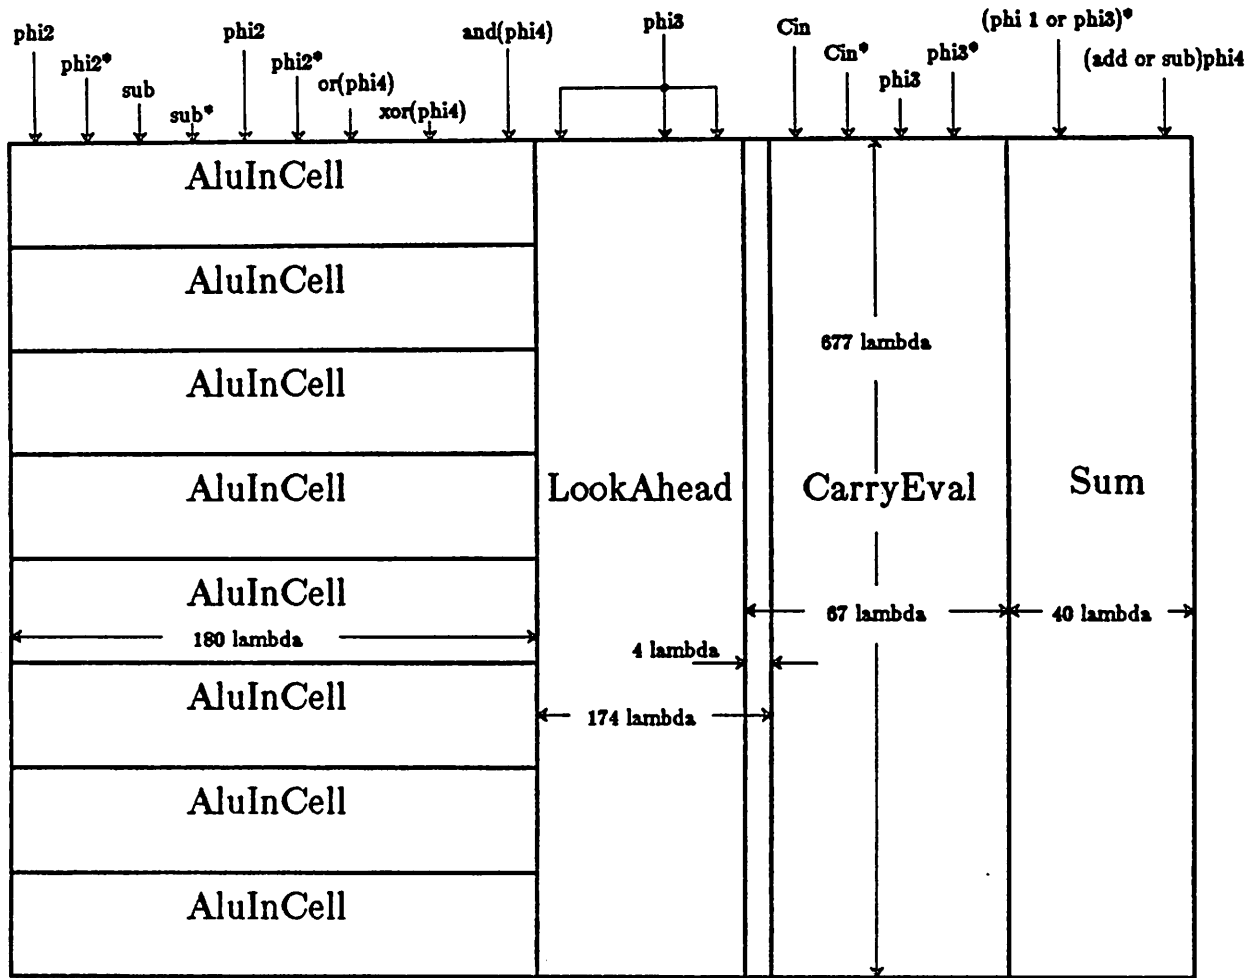 phi2
phi2*
sub
sub*
phi2
phi2*
or(phi4)
xor(phi4)
and(phi4)
phi3
Cin
Cin*
phi3
phi3*
(phi 1 or phi3)*
(add or sub)phi4
AluInCell
AluInCell
AluInCell
AluInCell
AluInCell
AluInCell
AluInCell
AluInCell
180 lambda
LookAhead
CarryEval
Sum
677 lambda
67 lambda
40 lambda
4 lambda
174 lambda